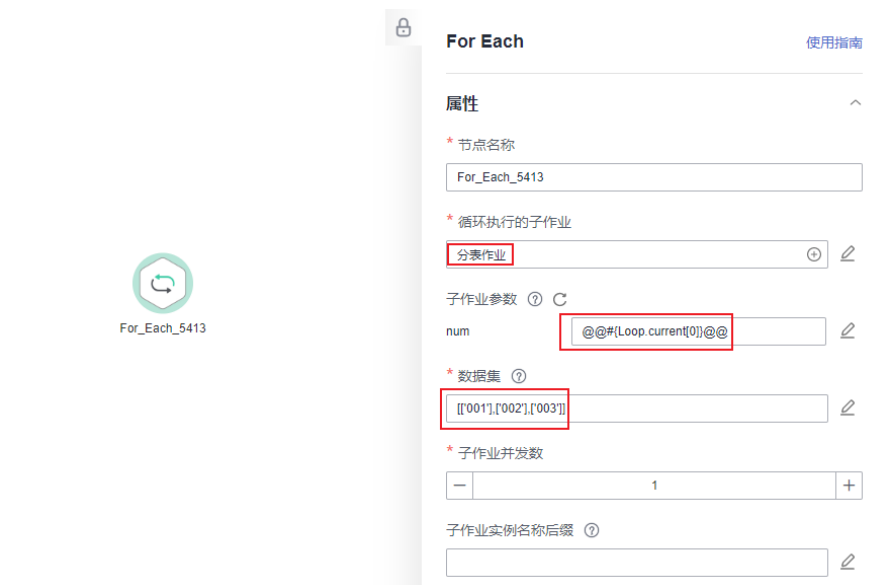 For Each
使用指南
属性
* 节点名称
For_Each_5413
* 循环执行的子作业
分表作业
For_Each_5413
子作业参数
num
@@#{Loop.current[0]}@@
* 数据集
[['001'],['002'],['003']]
* 子作业并发数
1
子作业实例名称后缀